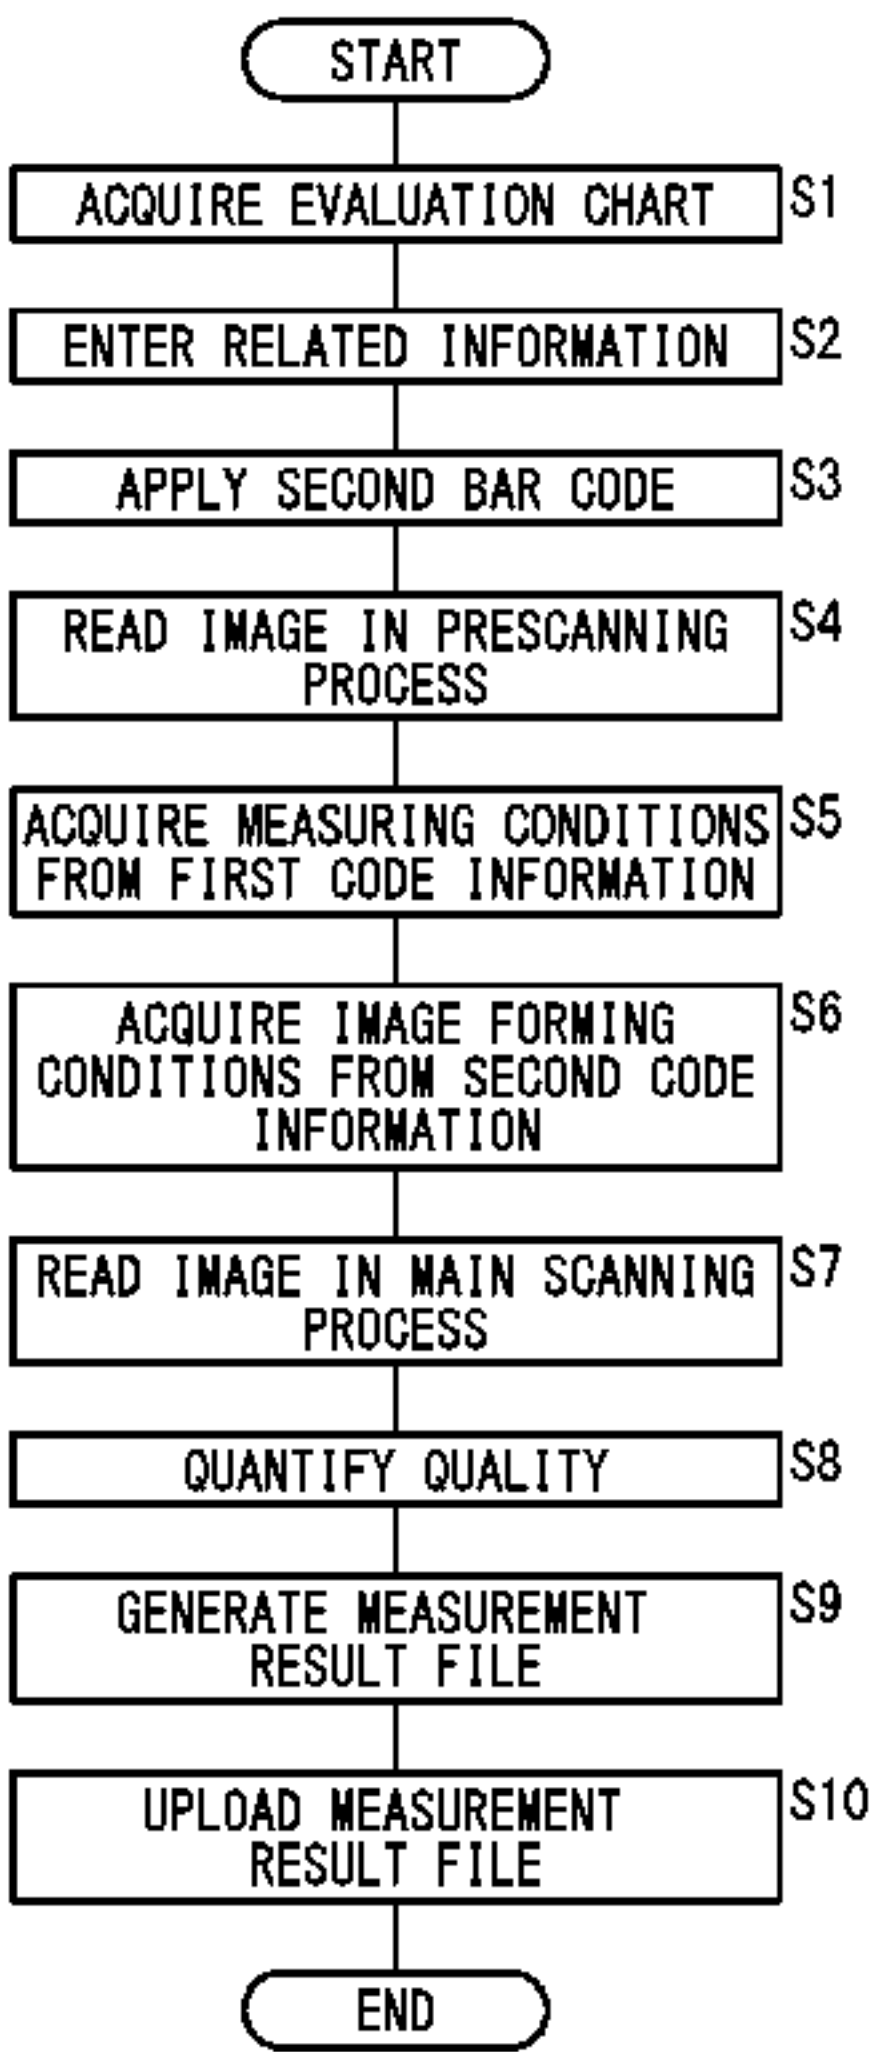 START
ACQUIRE EVALUATION CHART
S1
ENTER RELATED INFORMATION
S2
APPLY SECOND BAR CODE
S3
READ IMAGE IN PRESCANNING
PROCESS
S4
ACQUIRE MEASURING CONDITIONS
FROM FIRST CODE INFORMATION
S5
ACQUIRE IMAGE FORMING
CONDITIONS FROM SECOND CODE
INFORMATION
S6
READ IMAGE IN MAIN SCANNING
PROCESS
S7
QUANTIFY QUALITY
S8
GENERATE MEASUREMENT
RESULT FILE
S9
UPLOAD MEASUREMENT
RESULT FILE
S10
END